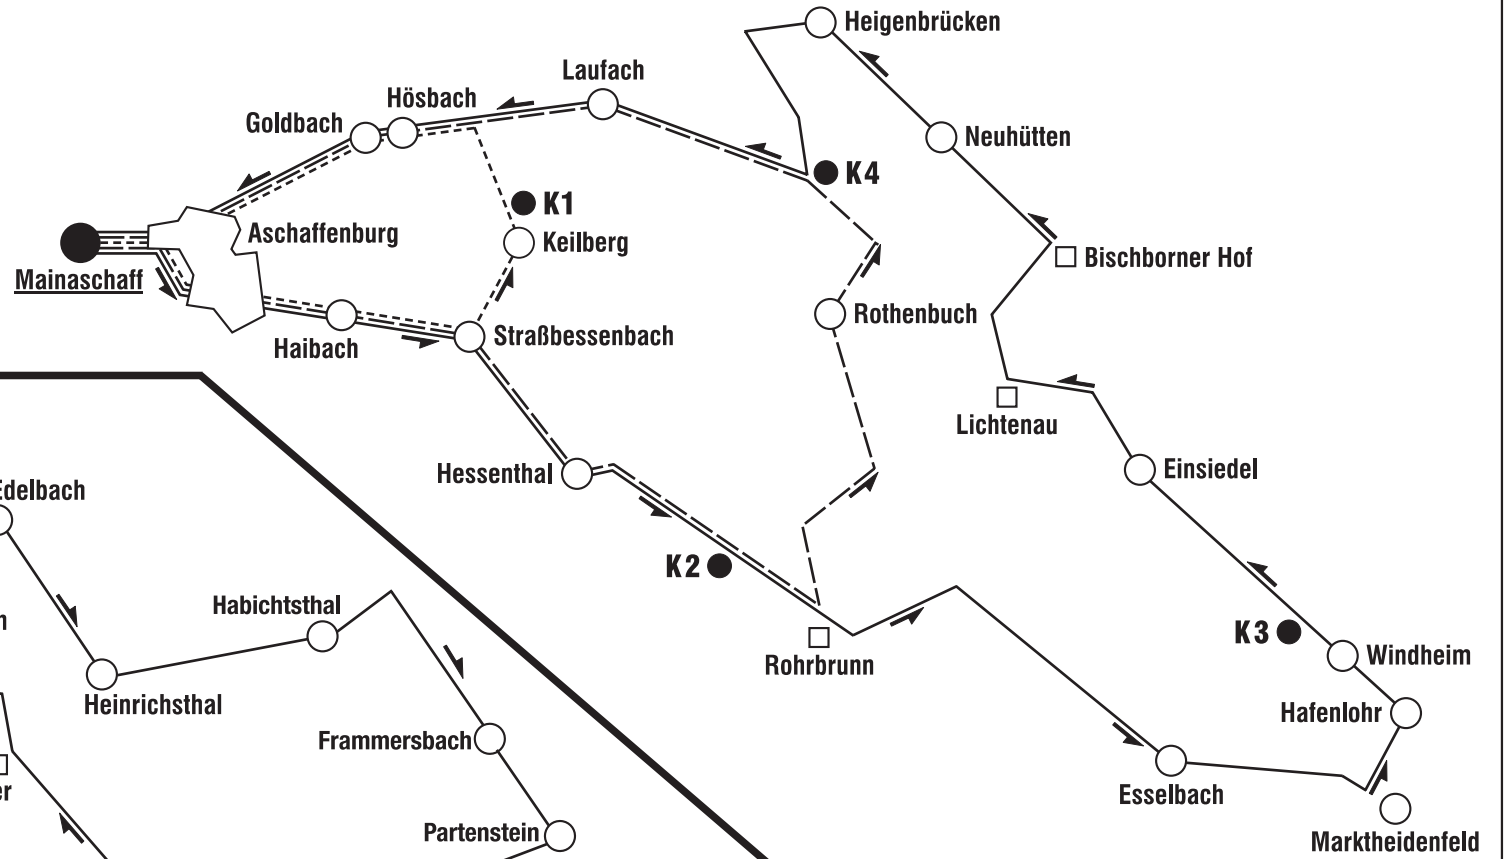 Heigenbrücken
Laufach
Hösbach
Goldbach
Neuhütten
K4
K1
Aschaffenburg
Keilberg
Bischborner Hof
Mainaschaff
Rothenbuch
Straßbessenbach
Haibach
Lichtenau
Hessenthal
Einsiedel
Edelbach
K2
Habichtsthal
n
K3
Windheim
Rohrbrunn
Heinrichsthal
Hafenlohr
Frammersbach
er
Esselbach
Partenstein
Marktheidenfeld